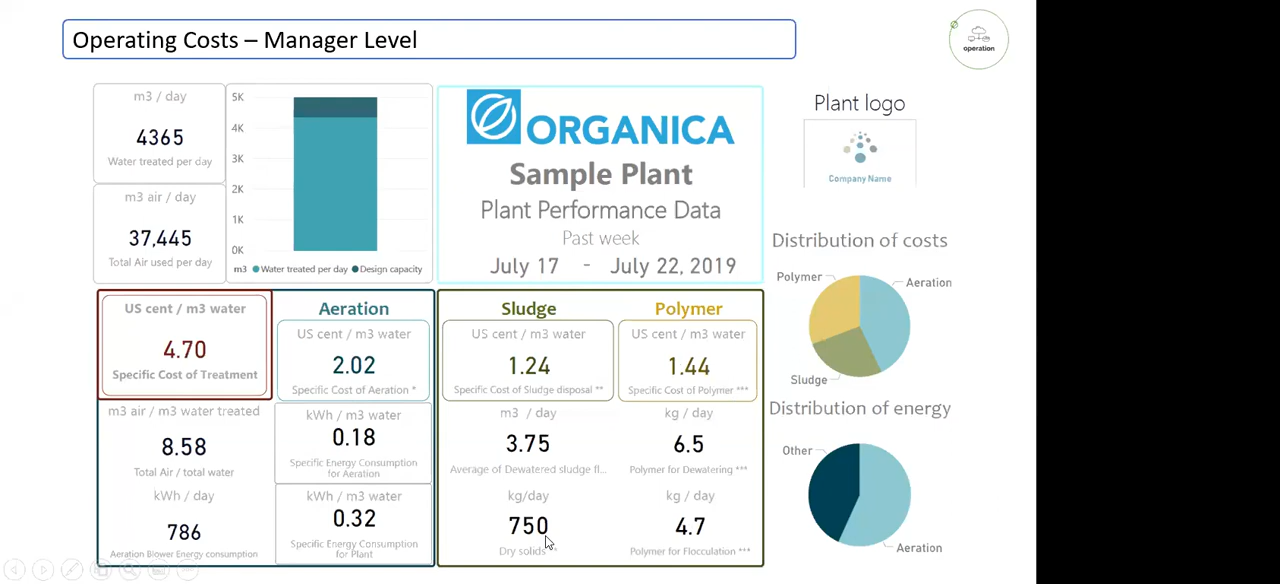 Operating Costs – Manager Level
operation
m3 / day
4365
Water treated per day
m3 air / day
37,445
Total Air used per day
5K
4K
3K
2K
1K
0K
m3 Water treated per day Design capacity
ORGANICA
Sample Plant
Plant Performance Data
Past week
July 17 - July 22, 2019
Plant logo
Company Name
US cent / m3 water
4.70
Specific Cost of Treatment
Aeration
US cent / m3 water
2.02
Specific Cost of Aeration *
m3 air / m3 water treated
8.58
Total Air / total water
kWh / day
786
Aeration Blower Energy consumption
kWh / m3 water
0.18
Specific Energy Consumption
for Aeration
kWh / m3 water
0.32
Specific Energy Consumption
for Plant
Sludge
US cent / m3 water
1.24
Specific Cost of Sludge disposal **
m3 / day
3.75
Average of Dewatered sludge fl...
kg/day
750
Dry solids
Polymer
US cent / m3 water
1.44
Specific Cost of Polymer ***
kg / day
6.5
Polymer for Dewatering ***
kg / day
4.7
Polymer for Flocculation ***
Distribution of costs
Polymer
Aeration
Sludge
Distribution of energy
Other
Aeration